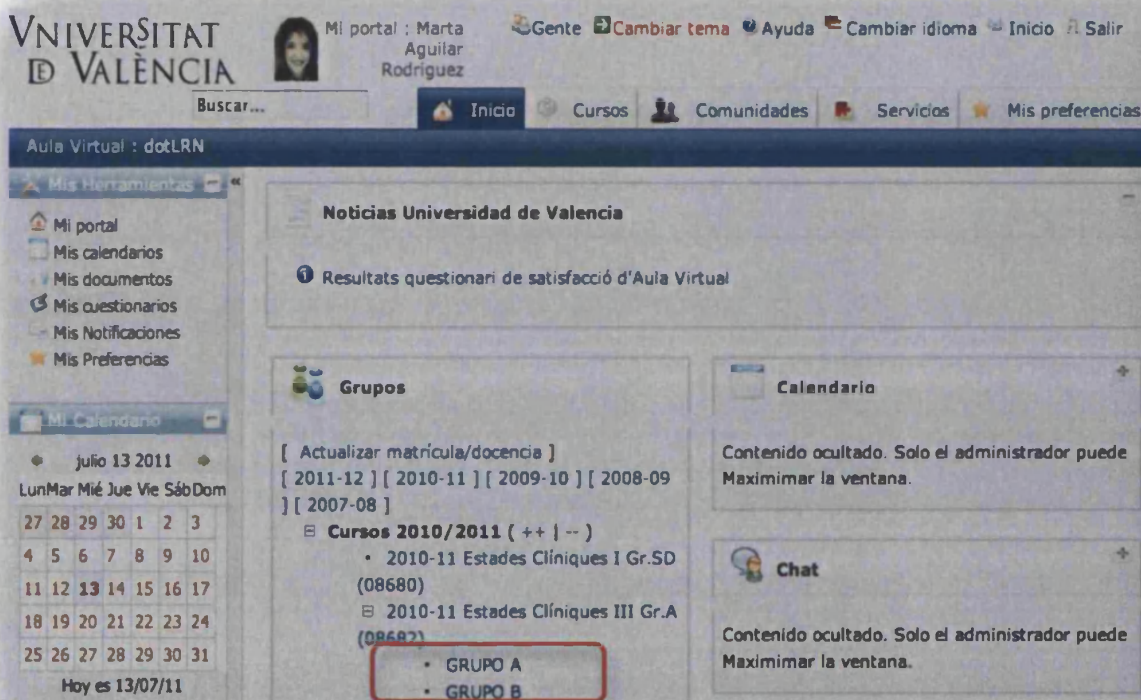 VNIVERSITAT
ID VALÈNCIA
Mi portal : Marta
Aguilar
Rodriguez
Gente Cambiar tema Ayuda Cambiar idioma Inicio Salir
Buscar...
Inicio Cursos Comunidades Servicios Mis preferencias
Aula Virtual : dotLRN
Mis Herramientas
Mi portal
Mis calendarios
Mis documentos
Mis cuestionarios
Mis Notificaciones
Mis Preferencias
Mi Calendario
julio 13 2011
Lun Mar Mié Jue Vie Sáb Dom
27 28 29 30 1 2 3
4 5 6 7 8 9 10
11 12 13 14 15 16 17
18 19 20 21 22 23 24
25 26 27 28 29 30 31
Hoy es 13/07/11
Noticias Universidad de Valencia
Resultats questionari de satisfacció d'Aula Virtual
Grupos
[ Actualizar matrícula/docencia ]
[ 2011-12 ] [ 2010-11 ] [ 2009-10 ] [ 2008-09
] [ 2007-08 ]
Cursos 2010/2011 ( ++ | -- )
• 2010-11 Estades Clíniques I Gr.SD
(08680)
2010-11 Estades Clíniques III Gr.A
(08682)
• GRUPO A
• GRUPO B
Calendario
Contenido ocultado. Solo el administrador puede
Maximimar la ventana.
Chat
Contenido ocultado. Solo el administrador puede
Maximimar la ventana.